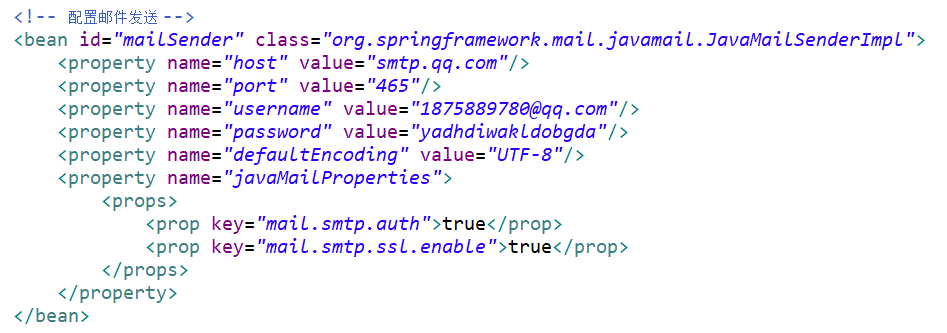 <!-- 配置邮件发送 -->
<bean id="mailSender" class="org.springframework.mail.javamail.JavaMailSenderImpl">
<property name="host" value="smtp.qq.com"/>
<property name="port" value="465"/>
<property name="username" value="1875889780@qq.com"/>
<property name="password" value="yadhdiwakldobgda"/>
<property name="defaultEncoding" value="UTF-8"/>
<property name="javaMailProperties">
<props>
<prop key="mail.smtp.auth">true</prop>
<prop key="mail.smtp.ssl.enable">true</prop>
</props>
</property>
</bean>